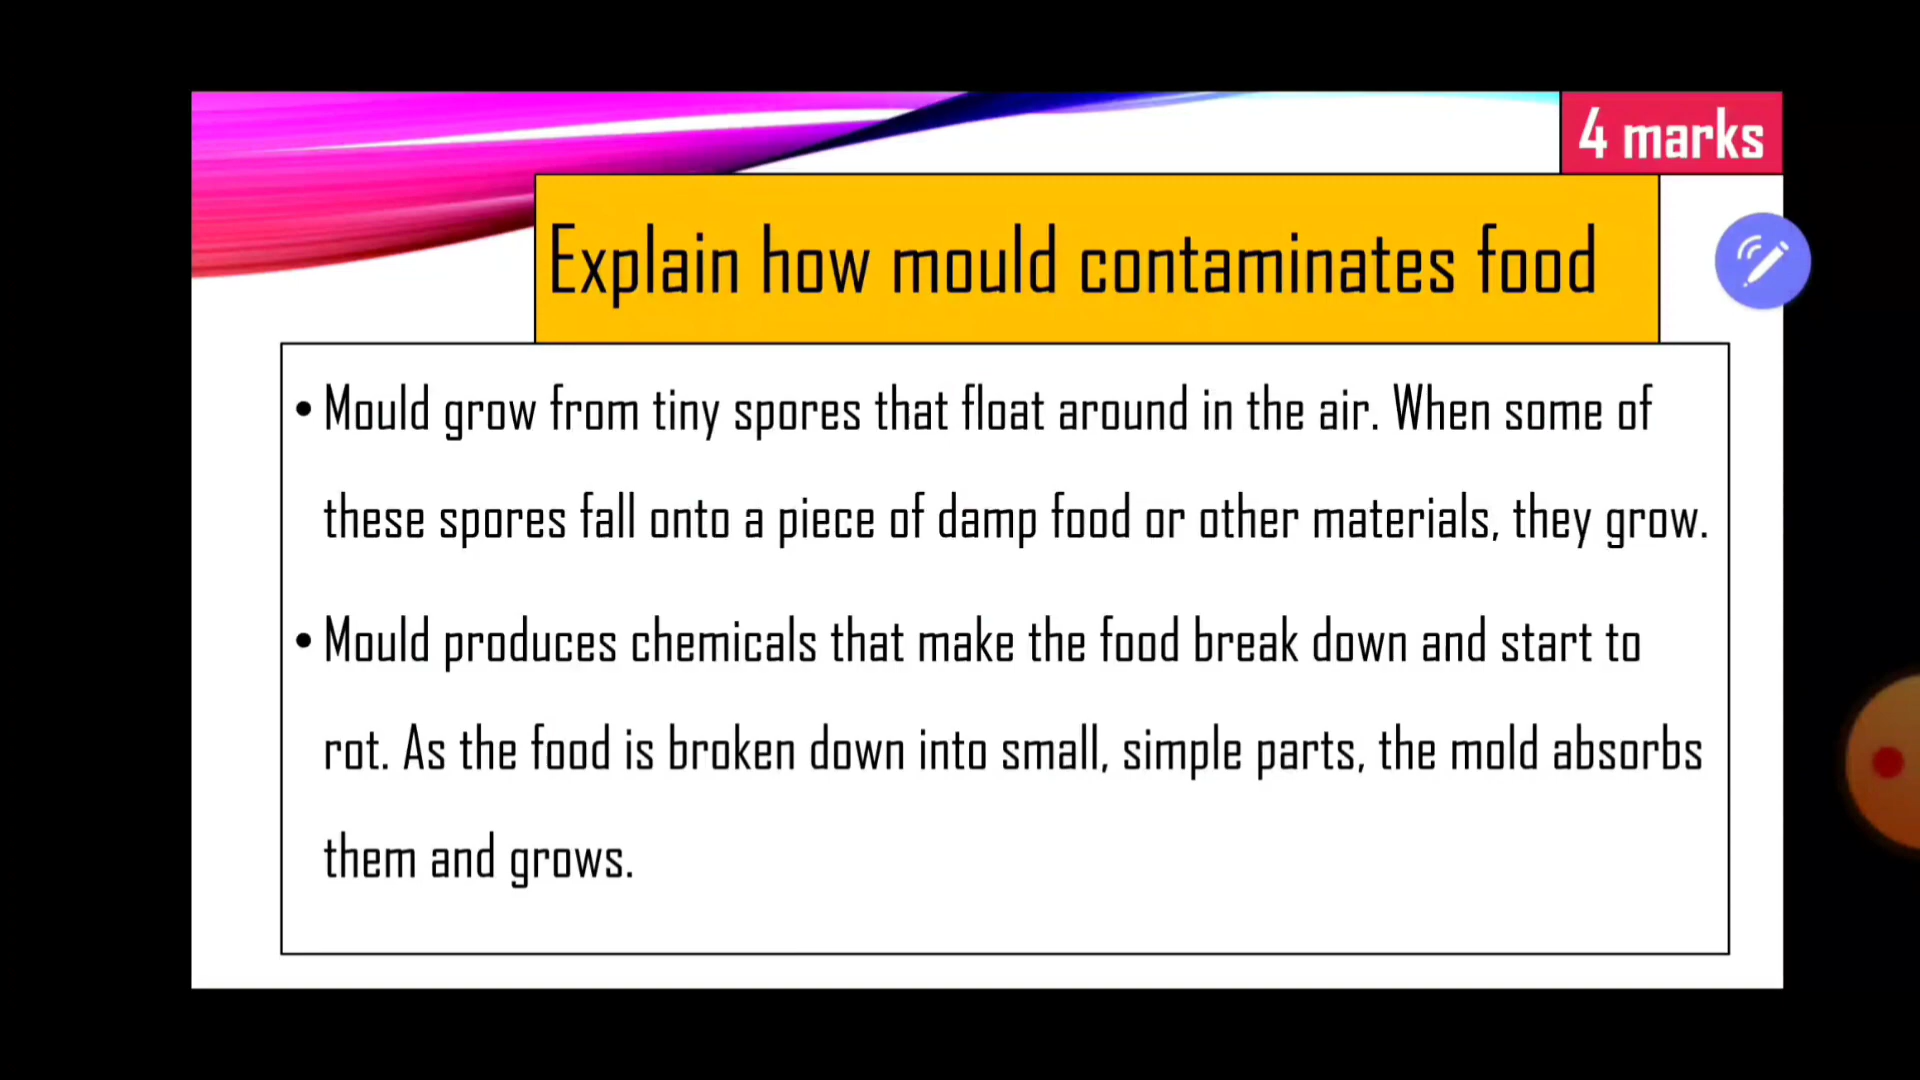 4 marks
Explain how mould contaminates food
• Mould grow from tiny spores that float around in the air. When some of
these spores fall onto a piece of damp food or other materials, they grow.
• Mould produces chemicals that make the food break down and start to
rot. As the food is broken down into small, simple parts, the mold absorbs
them and grows.